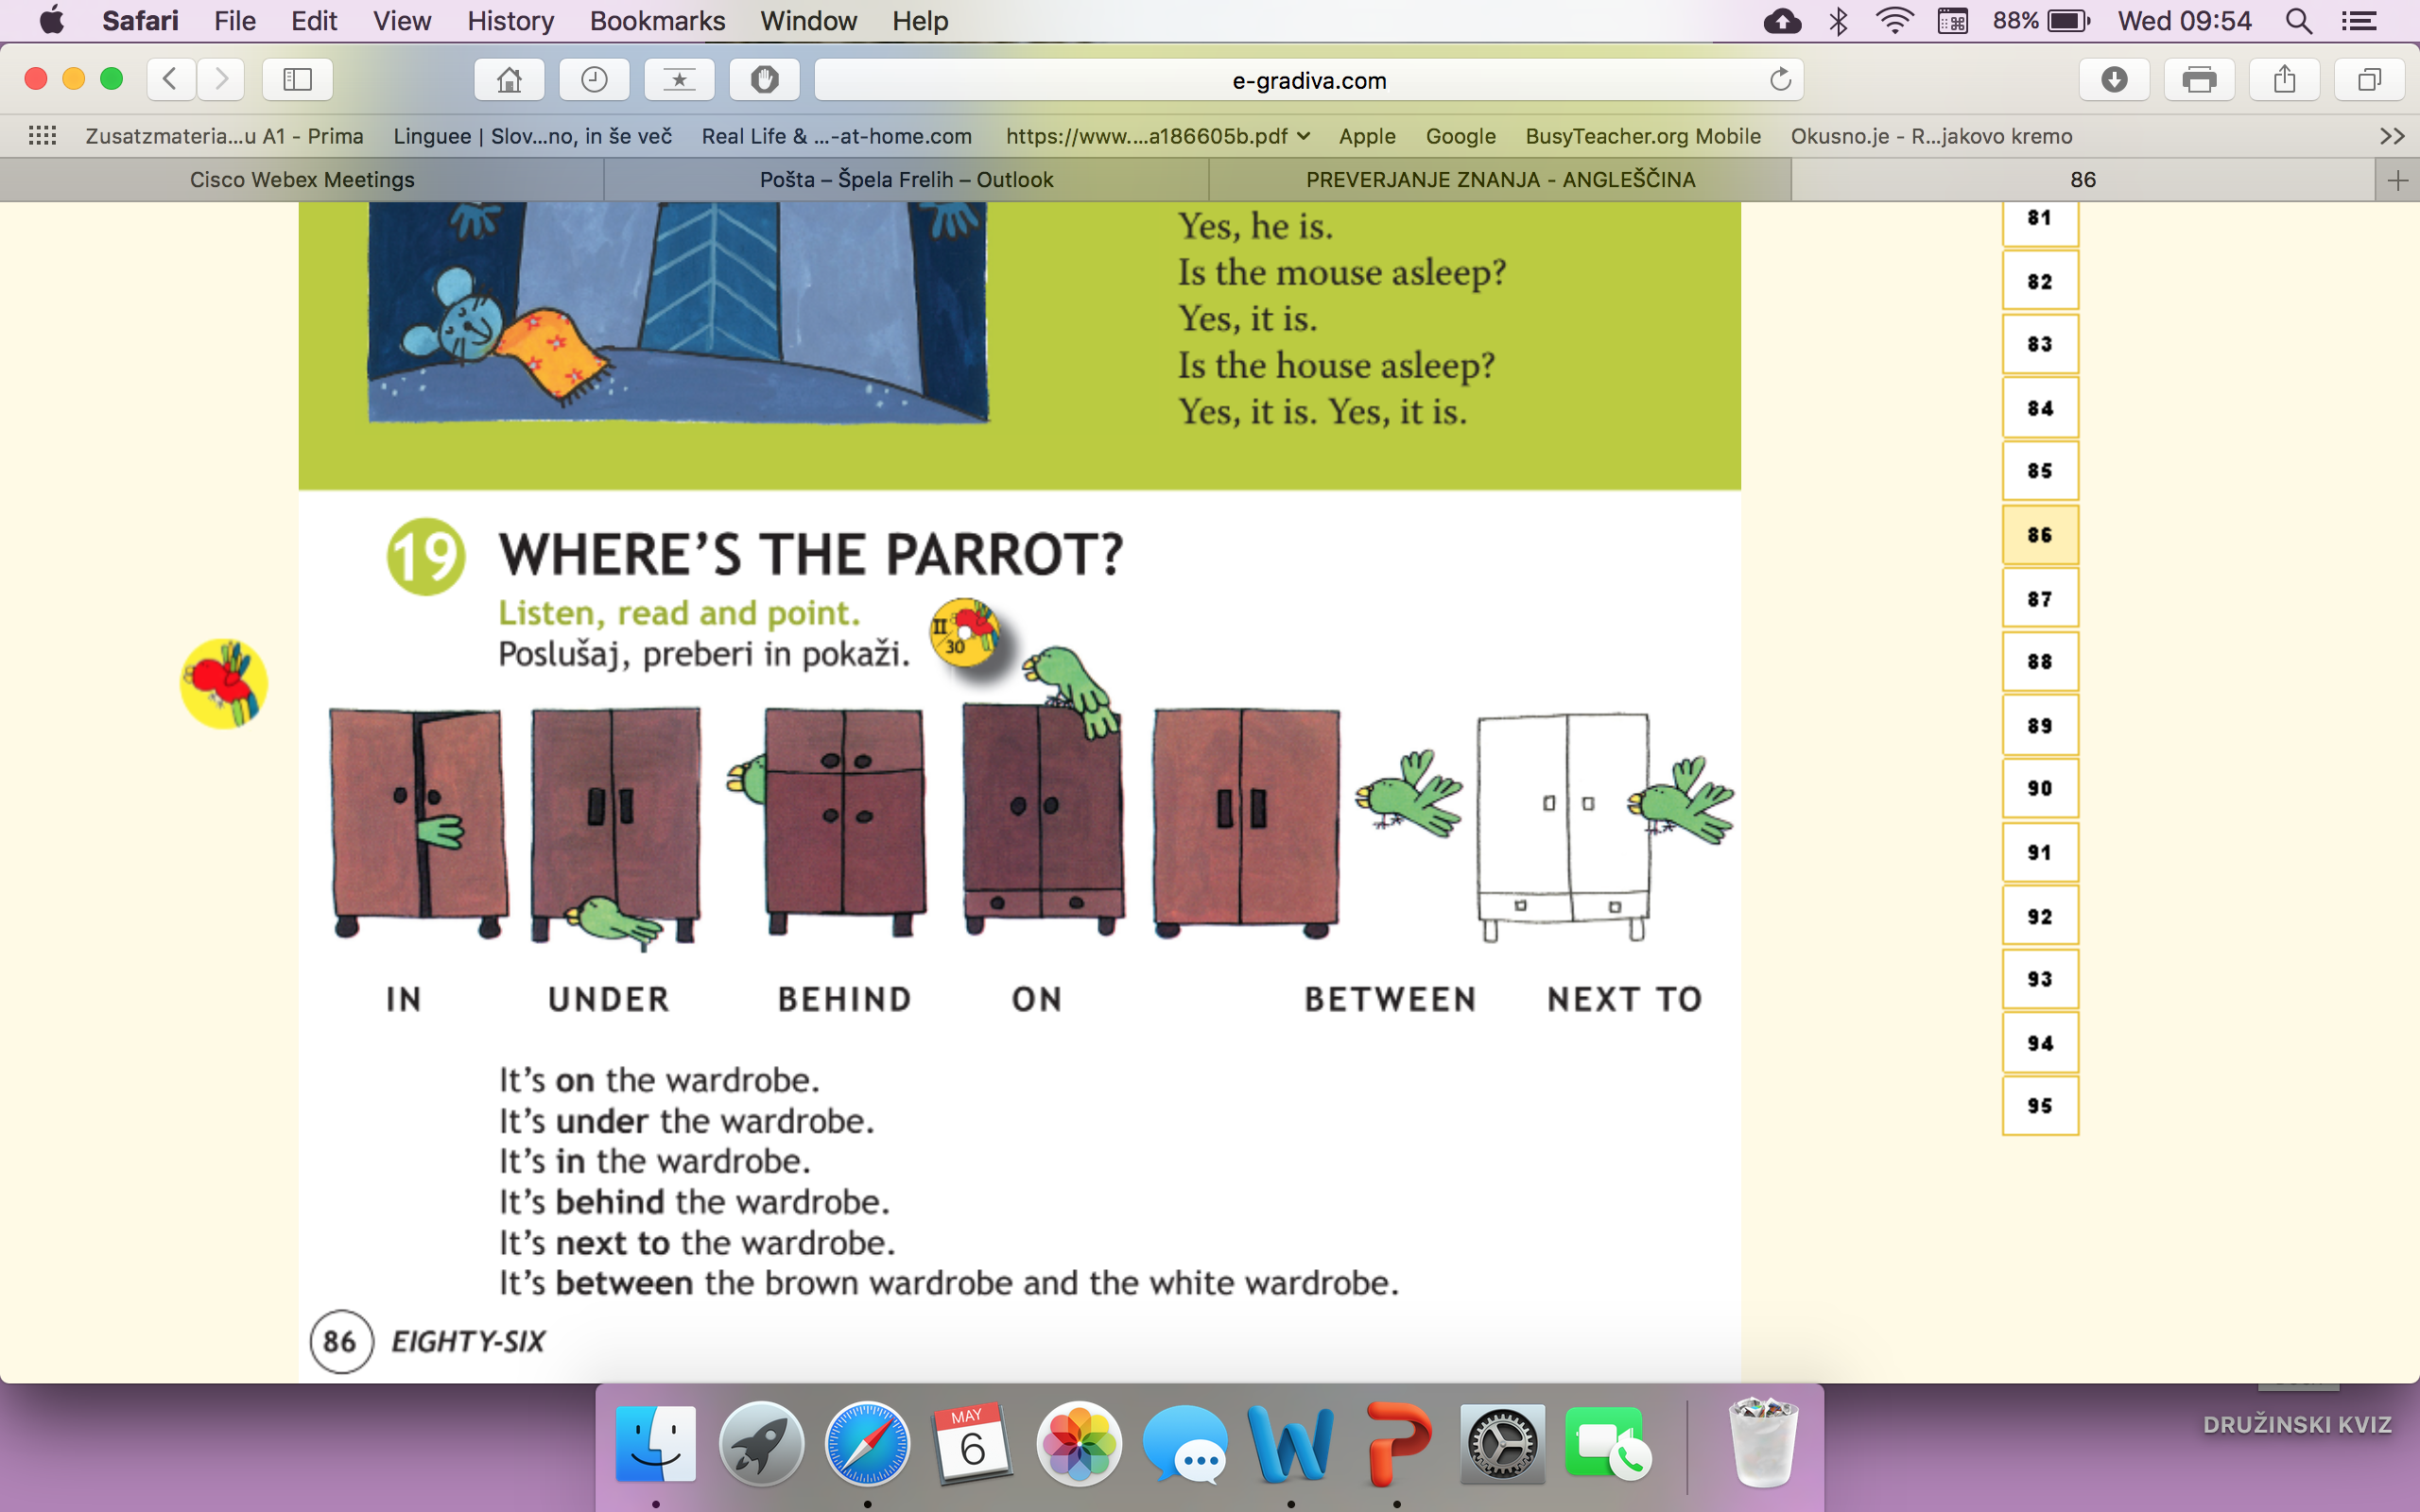 Safari File Edit View History Bookmarks Window Help 88% Wed 09:54
e-gradiva.com
Zusatzmateria...u A1 - Prima Linguee | Slov...no, in še več Real Life & ...-at-home.com https://www....a186605b.pdf Apple Google BusyTeacher.org Mobile Okusno.je - R...jakovo kremo
Cisco Webex Meetings Pošta – Špela Frelih – Outlook PREVERJANJE ZNANJA - ANGLEŠČINA 86
Yes, he is.
Is the mouse asleep?
Yes, it is.
Is the house asleep?
Yes, it is. Yes, it is.
19 WHERE'S THE PARROT?
Listen, read and point.
Poslušaj, preberi in pokaži.
II
30
IN UNDER BEHIND ON BETWEEN NEXT TO
It's on the wardrobe.
It's under the wardrobe.
It's in the wardrobe.
It's behind the wardrobe.
It's next to the wardrobe.
It's between the brown wardrobe and the white wardrobe.
86 EIGHTY-SIX
81
82
83
84
85
86
87
88
89
90
91
92
93
94
95
MAY
6
DRUŽINSKI KVIZ